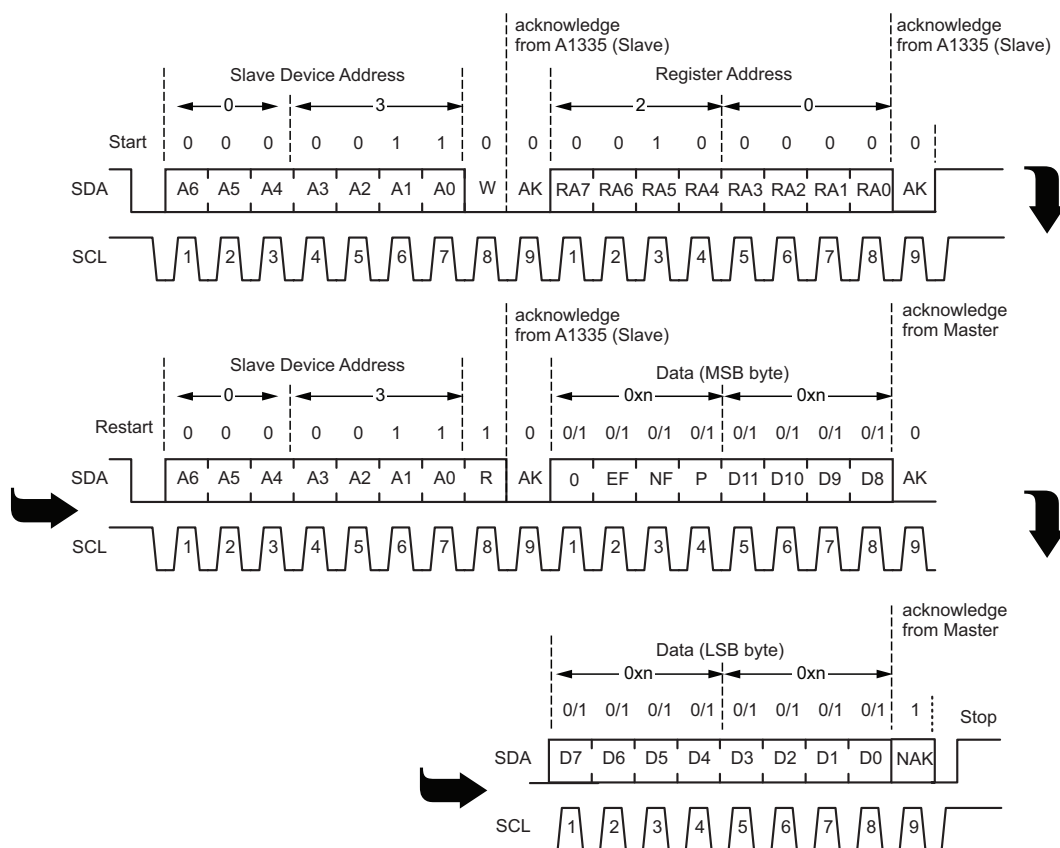 acknowledge
from A1335 (Slave)
acknowledge
from A1335 (Slave)
Slave Device Address
Register Address
0 3 2 0
Start 0 0 0 0 0 1 1 0 0 0 0 1 0 0 0 0 0 0
SDA A6 A5 A4 A3 A2 A1 A0 W AK RA7 RA6 RA5 RA4 RA3 RA2 RA1 RA0 AK
SCL 1 2 3 4 5 6 7 8 9 1 2 3 4 5 6 7 8 9
acknowledge
from A1335 (Slave)
acknowledge
from Master
Slave Device Address
Data (MSB byte)
0 3 0xn 0xn
Restart 0 0 0 0 0 1 1 1 0 0/1 0/1 0/1 0/1 0/1 0/1 0/1 0/1 0
SDA A6 A5 A4 A3 A2 A1 A0 R AK 0 EF NF P D11 D10 D9 D8 AK
SCL 1 2 3 4 5 6 7 8 9 1 2 3 4 5 6 7 8 9
acknowledge
from Master
Data (LSB byte)
0xn 0xn
0/1 0/1 0/1 0/1 0/1 0/1 0/1 0/1 1 Stop
SDA D7 D6 D5 D4 D3 D2 D1 D0 NAK
SCL 1 2 3 4 5 6 7 8 9